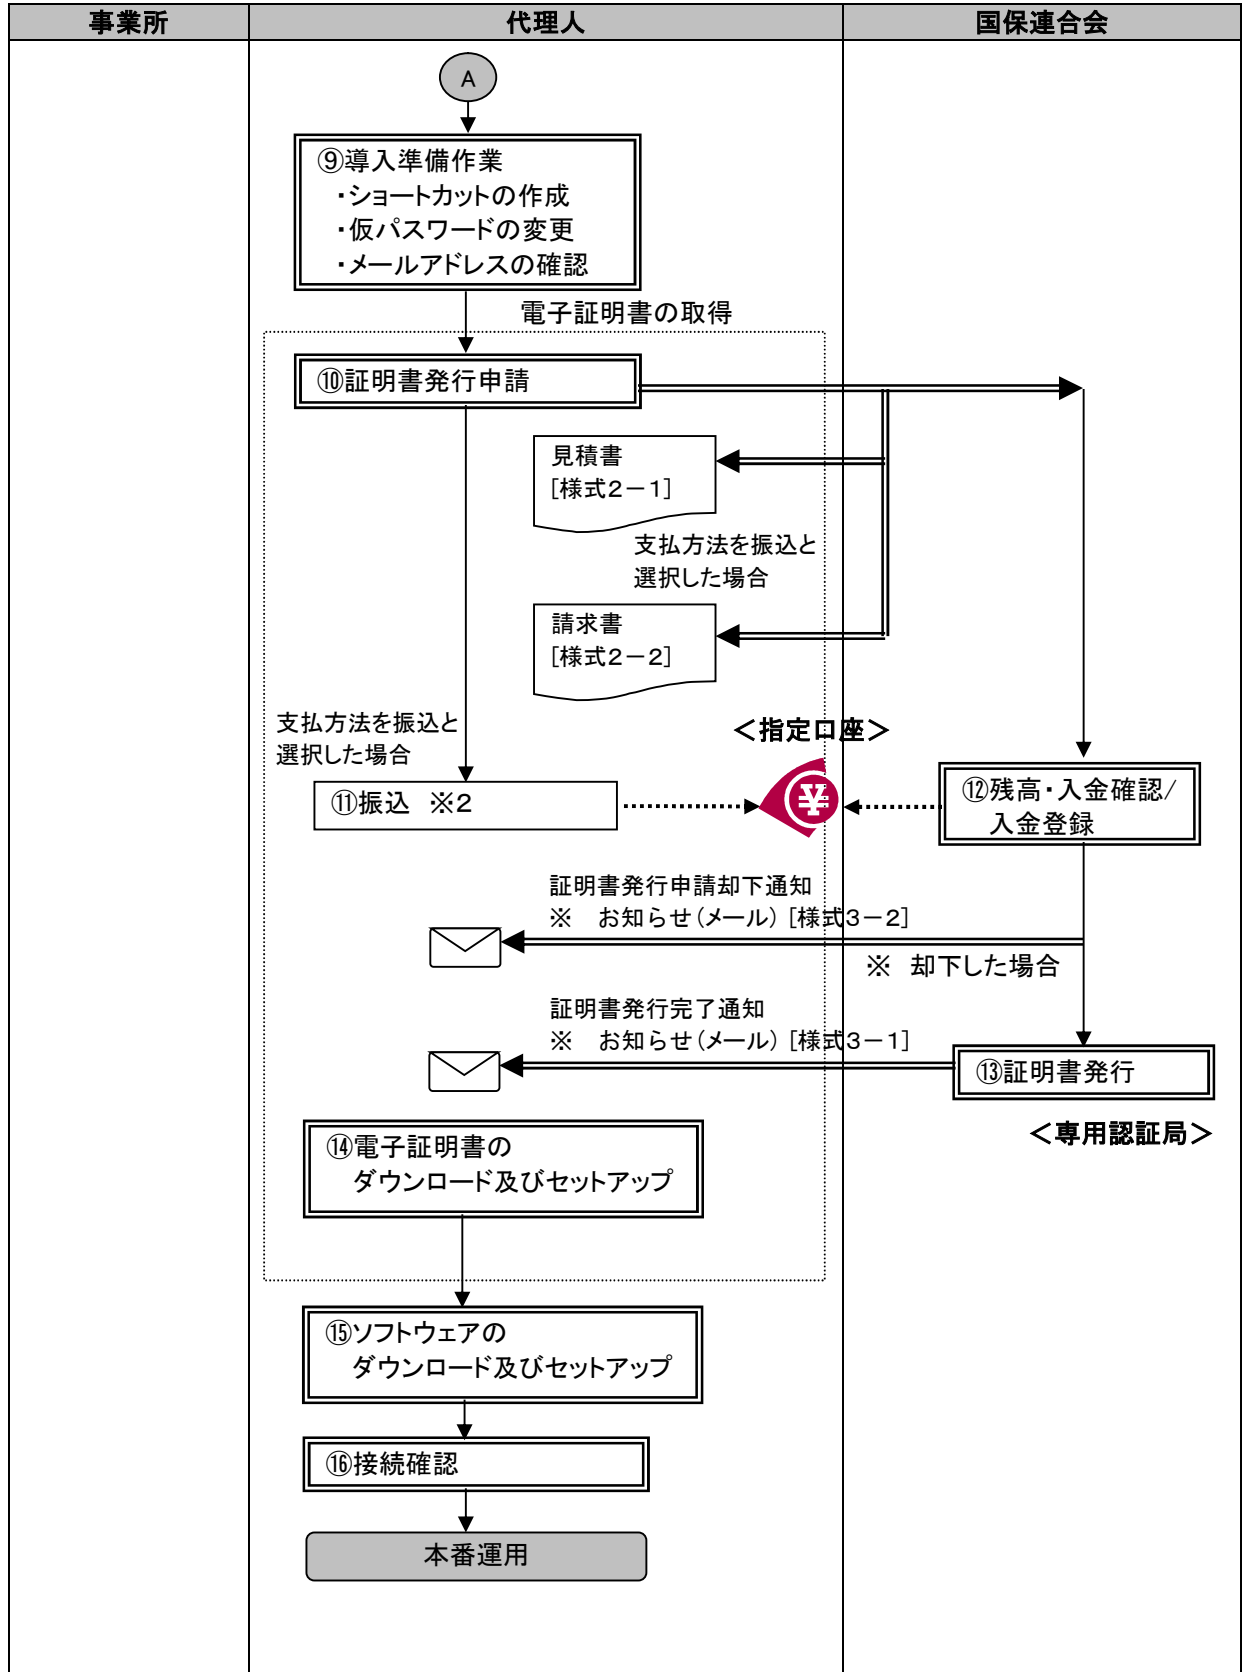 事業所
代理人
国保連合会
A
⑨導入準備作業
・ショートカットの作成
・仮パスワードの変更
・メールアドレスの確認
電子証明書の取得
⑩証明書発行申請
見積書
[様式2－1]
支払方法を振込と
選択した場合
請求書
[様式2－2]
支払方法を振込と
選択した場合
＜指定口座＞
⑪振込　※2
¥
⑫残高・入金確認/
入金登録
証明書発行申請却下通知
※　お知らせ(メール)[様式3－2]
※　却下した場合
証明書発行完了通知
※　お知らせ(メール)[様式3－1]
⑬証明書発行
＜専用認証局＞
⑭電子証明書の
ダウンロード及びセットアップ
⑮ソフトウェアの
ダウンロード及びセットアップ
⑯接続確認
本番運用